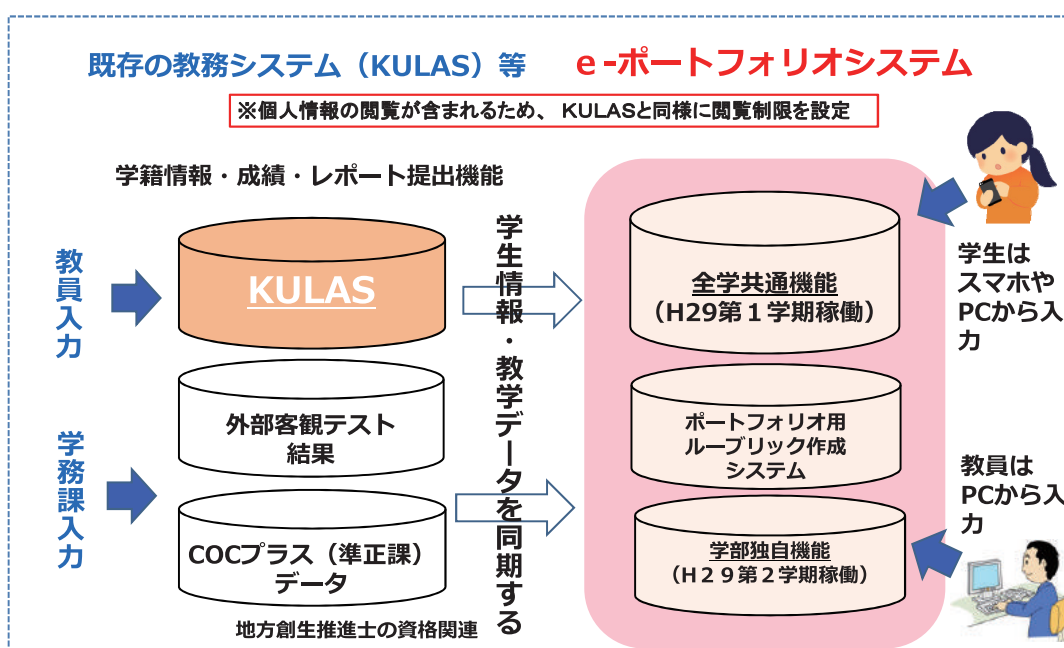 既存の教務システム（KULAS）等
e-ポートフォリオシステム
※個人情報の閲覧が含まれるため、 KULASと同様に閲覧制限を設定
学籍情報・成績・レポート提出機能
教員入力
KULAS
学生情報・教学データを同期する
全学共通機能
（H29第１学期稼働）
学生は
スマホや
PCから入
力
外部客観テスト
結果
ポートフォリオ用
ルーブリック作成
システム
学務課入力
COCプラス（準正課）
データ
地方創生推進士の資格関連
学部独自機能
（H２９第２学期稼働）
教員は
PCから入
力